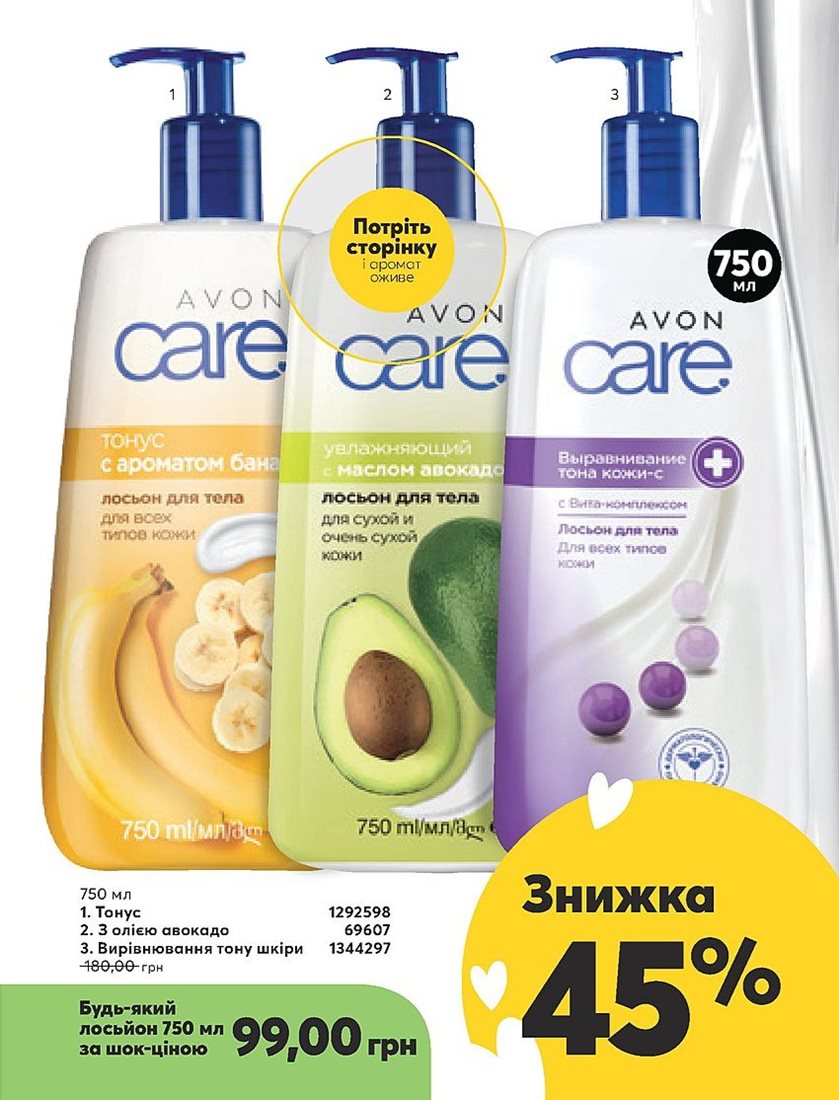 1
2
3
Потріть
сторінку
і аромат
оживе
750
МЛ
AVON
care
тонус
с ароматом бана
лосьон для тела
для всех
типов кожи
750 ml/мл/მლ
AVON
care
увлажняющий
с маслом авокадо
лосьон для тела
для сухой и
очень сухой
кожи
750 ml/мл/მლ
AVON
care
Выравнивание
тона кожи-с
с Вита-комплексом
Лосьон для тела
Для всех типов
кожи
750 мл
1. Тонус 1292598
2. З олією авокадо 69607
3. Вирівнювання тону шкіри 1344297
180,00 грн
Будь-який
лосьйон 750 мл
за шок-ціною
99,00 грн
Знижка
45%